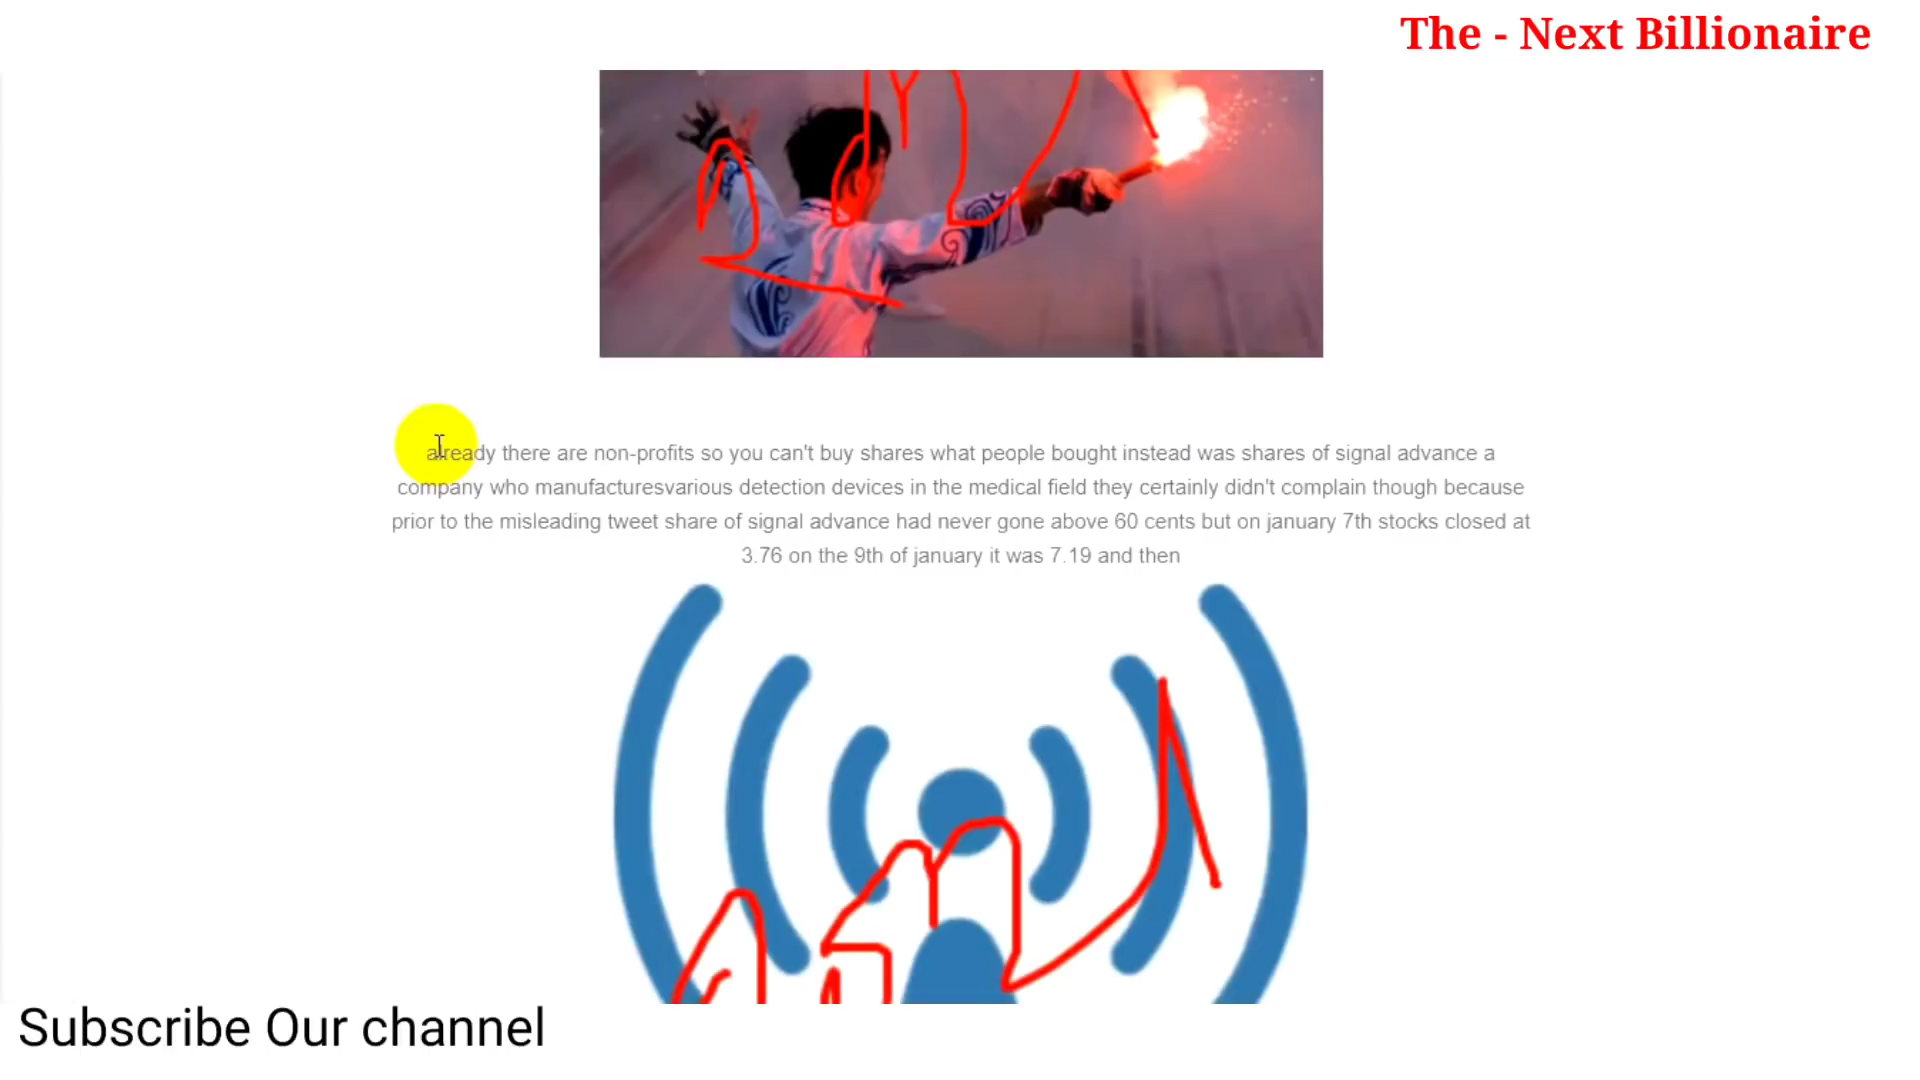 The - Next Billionaire
already there are non-profits so you can't buy shares what people bought instead was shares of signal advance a
company who manufacturesvarious detection devices in the medical field they certainly didn't complain though because
prior to the misleading tweet share of signal advance had never gone above 60 cents but on january 7th stocks closed at
3.76 on the 9th of january it was 7.19 and then
Subscribe Our channel